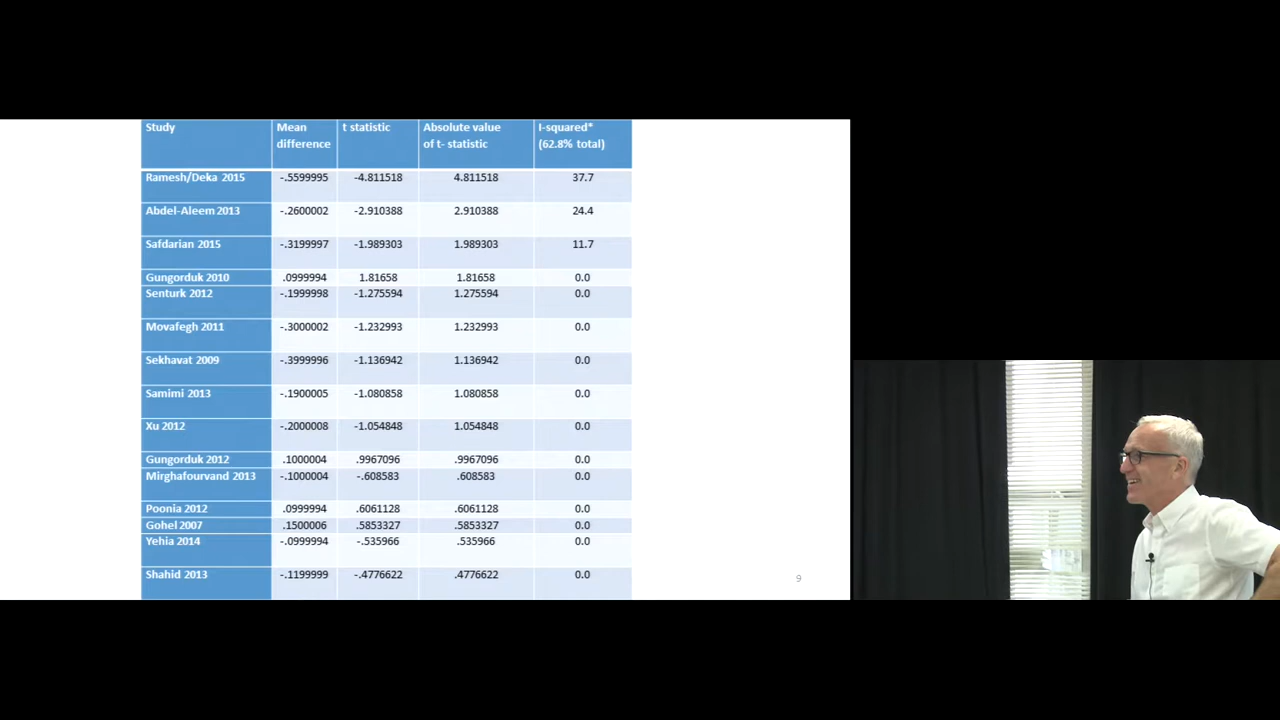 Study Mean difference t statistic Absolute value of t- statistic I-squared* (62.8% total)
Ramesh/Deka 2015 -.5599995 -4.811518 4.811518 37.7
Abdel-Aleem 2013 -.2600002 -2.910388 2.910388 24.4
Safdarian 2015 -.3199997 -1.989303 1.989303 11.7
Gungorduk 2010 .0999994 1.81658 1.81658 0.0
Senturk 2012 -.1999998 -1.275594 1.275594 0.0
Movafegh 2011 -.3000002 -1.232993 1.232993 0.0
Sekhavat 2009 -.3999996 -1.136942 1.136942 0.0
Samimi 2013 -.1900005 -1.080858 1.080858 0.0
Xu 2012 -.2000008 -1.054848 1.054848 0.0
Gungorduk 2012 .1000004 .9967096 .9967096 0.0
Mirghafourvand 2013 -.1000004 -.608583 .608583 0.0
Poonia 2012 .0999994 .6061128 .6061128 0.0
Gohel 2007 .1500006 .5853327 .5853327 0.0
Yehia 2014 -.0999994 -.535966 .535966 0.0
Shahid 2013 -.1199999 -.4776622 .4776622 0.0
9